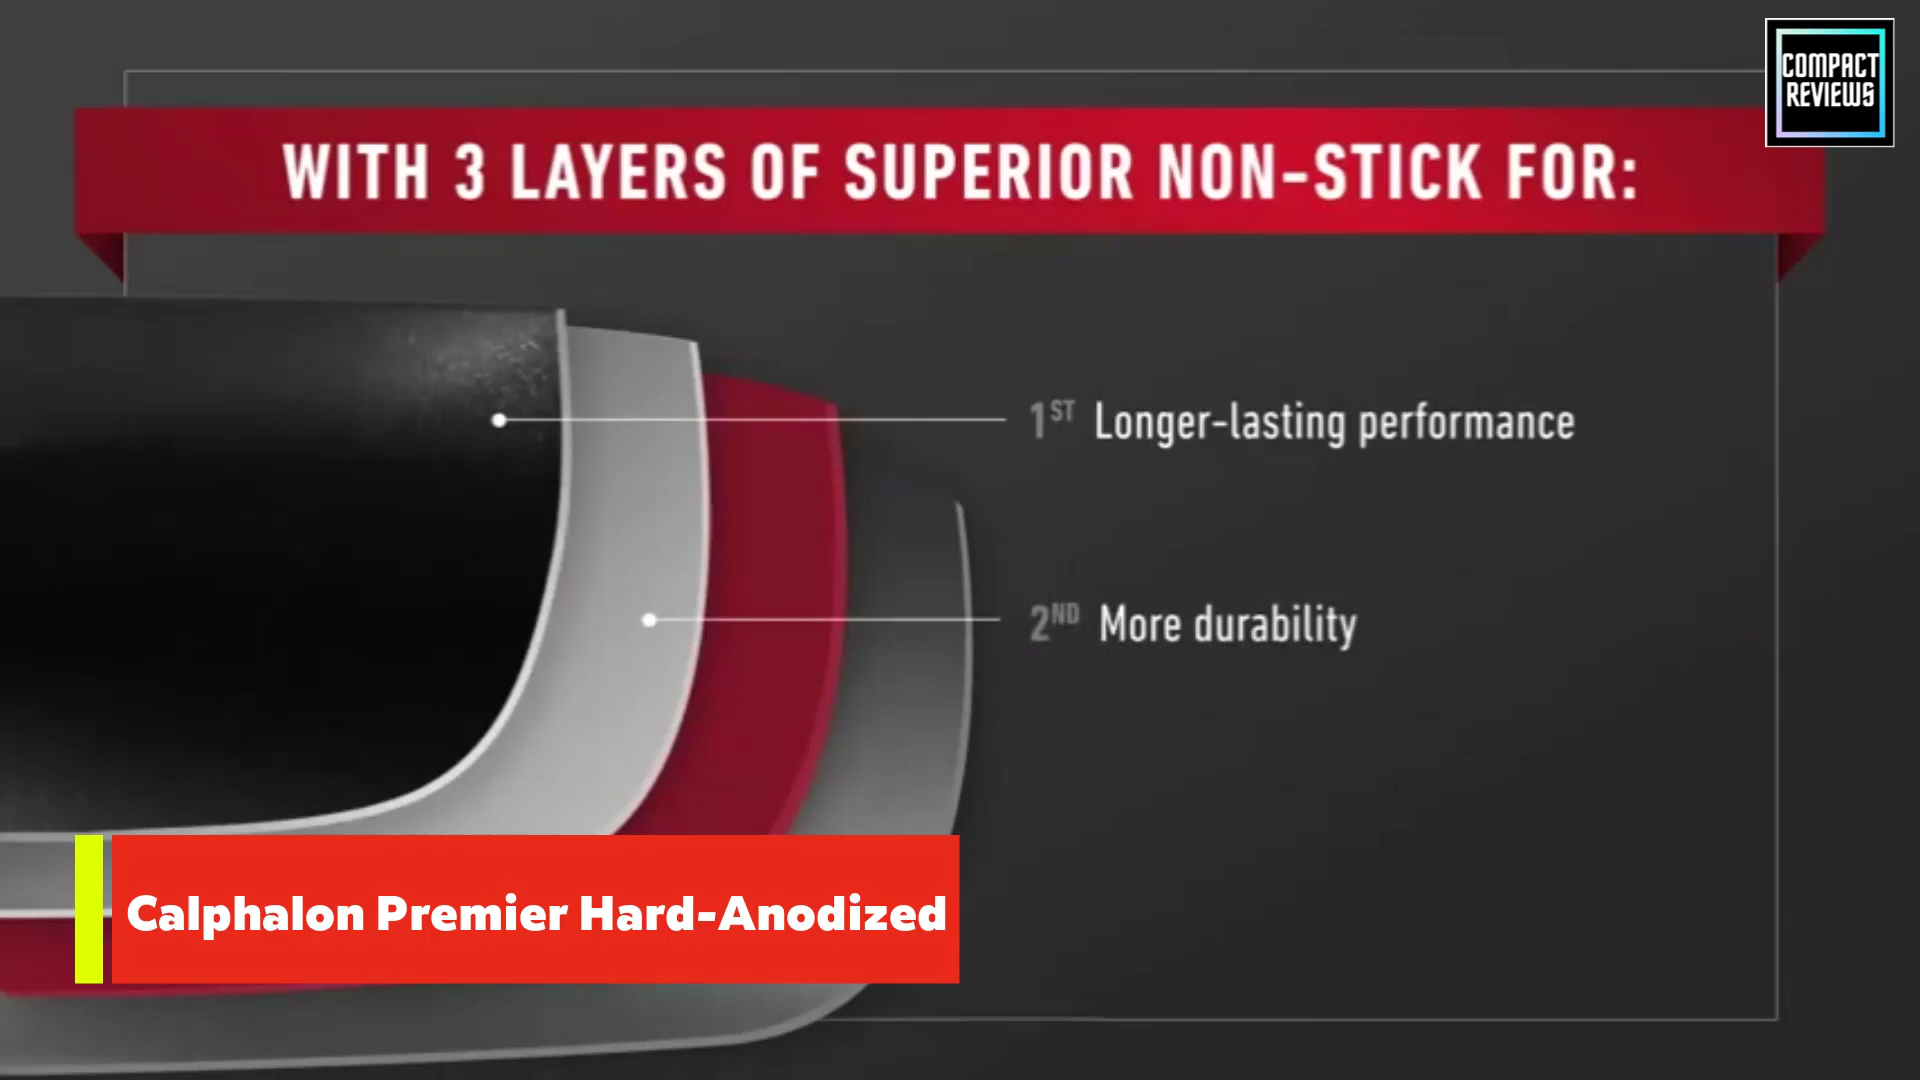 COMPACT
REVIEWS
WITH 3 LAYERS OF SUPERIOR NON-STICK FOR:
1ST Longer-lasting performance
2ND More durability
Calphalon Premier Hard-Anodized